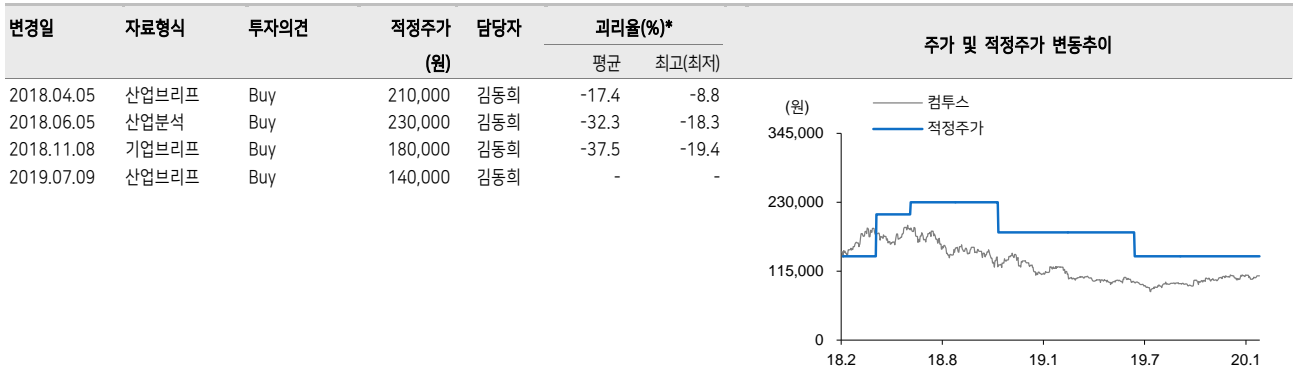 변경일 자료형식 투자의견 적정주가 담당자 괴리율(%)*
(원) 평균 최고(최저)
2018.04.05 산업브리프 Buy 210,000 김동희 -17.4 -8.8
2018.06.05 산업분석 Buy 230,000 김동희 -32.3 -18.3
2018.11.08 기업브리프 Buy 180,000 김동희 -37.5 -19.4
2019.07.09 산업브리프 Buy 140,000 김동희 - -
주가 및 적정주가 변동추이
(원)
컴투스
적정주가
345,000
230,000
115,000
0
18.2 18.8 19.1 19.7 20.1